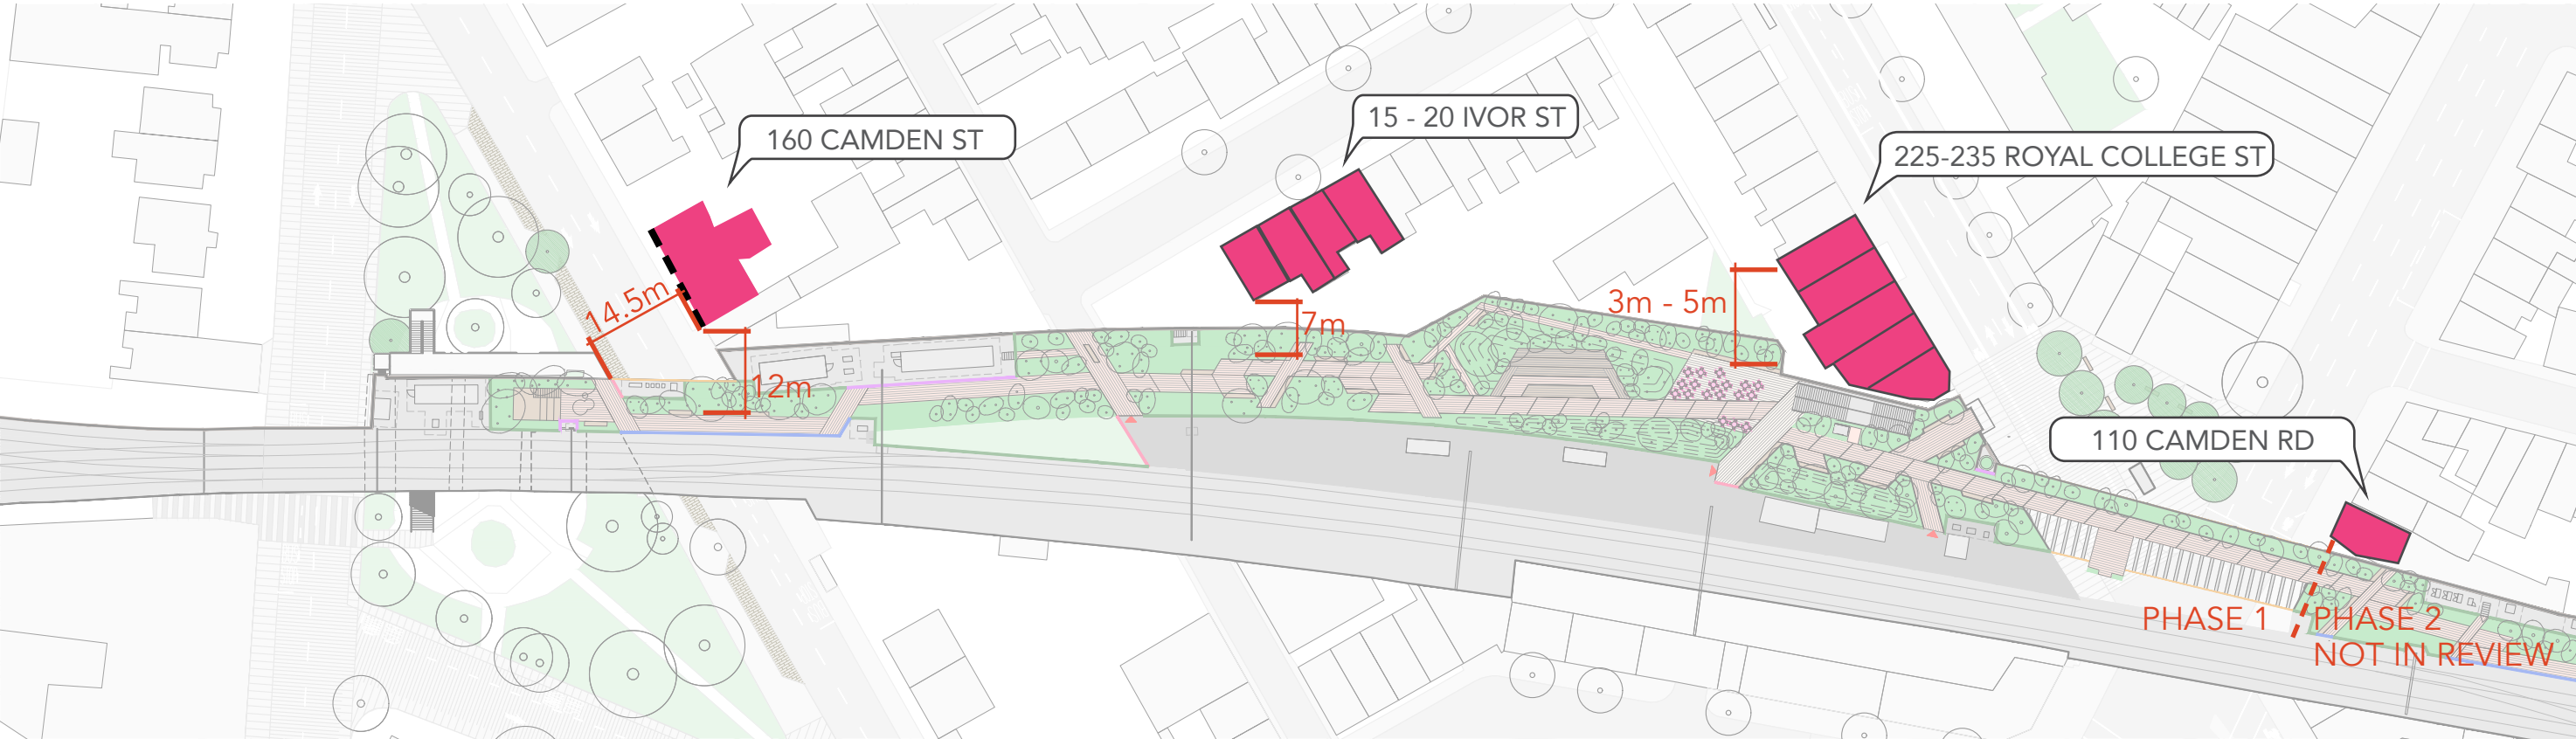 160 CAMDEN ST
15 - 20 IVOR ST
225-235 ROYAL COLLEGE ST
14.5m
12m
7m
3m - 5m
110 CAMDEN RD
PHASE 1
PHASE 2
NOT IN REVIEW